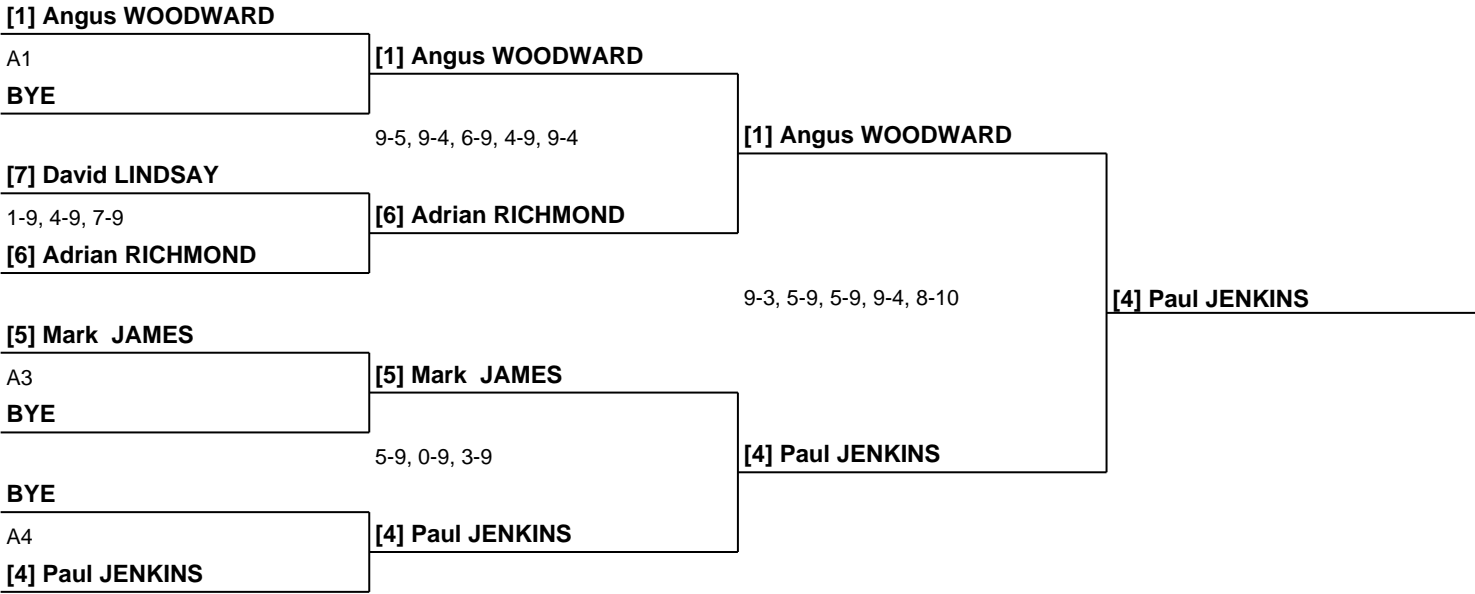 [1] Angus WOODWARD
A1
BYE
[7] David LINDSAY
1-9, 4-9, 7-9
[6] Adrian RICHMOND
[5] Mark  JAMES
A3
BYE
BYE
A4
[4] Paul JENKINS
[1] Angus WOODWARD
9-5, 9-4, 6-9, 4-9, 9-4
[6] Adrian RICHMOND
[5] Mark  JAMES
5-9, 0-9, 3-9
[4] Paul JENKINS
[1] Angus WOODWARD
9-3, 5-9, 5-9, 9-4, 8-10
[4] Paul JENKINS
[4] Paul JENKINS